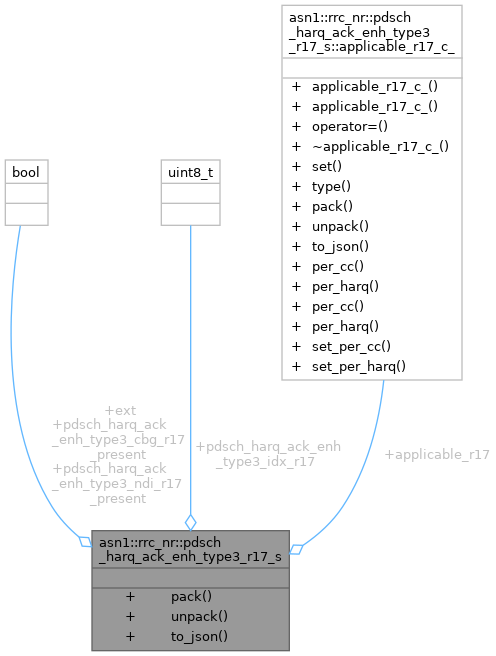 asn1::rrc_nr::pdsch
_harq_ack_enh_type3
_r17_s::applicable_r17_c_
+ applicable_r17_c_()
+ applicable_r17_c_()
+ operator=()
+ ~applicable_r17_c_()
+ set()
+ type()
+ pack()
+ unpack()
+ to_json()
+ per_cc()
+ per_harq()
+ per_cc()
+ per_harq()
+ set_per_cc()
+ set_per_harq()
bool
uint8_t
+ext
+pdsch_harq_ack
_enh_type3_cbg_r17
_present
+pdsch_harq_ack
_enh_type3_ndi_r17
_present
+pdsch_harq_ack_enh
_type3_idx_r17
+applicable_r17
asn1::rrc_nr::pdsch
_harq_ack_enh_type3_r17_s
+ pack()
+ unpack()
+ to_json()